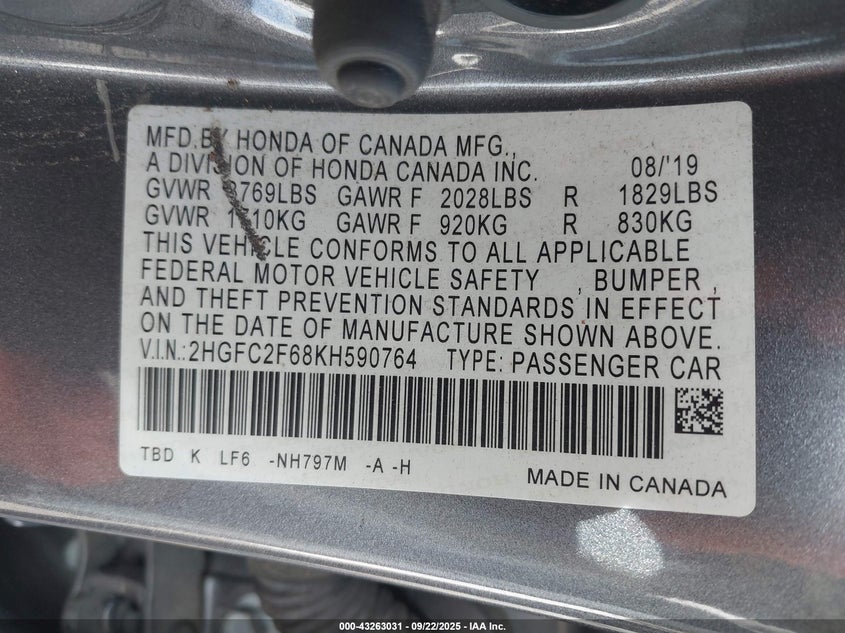 MFD.BY HONDA OF CANADA MFG.,
A DIVISION OF HONDA CANADA INC. 08/'19
GVWR 3769LBS GAWR F 2028LBS R 1829LBS
GVWR 1710KG GAWR F 920KG R 830KG
THIS VEHICLE CONFORMS TO ALL APPLICABLE
FEDERAL MOTOR VEHICLE SAFETY , BUMPER ,
AND THEFT PREVENTION STANDARDS IN EFFECT
ON THE DATE OF MANUFACTURE SHOWN ABOVE.
V.I.N.:2HGFC2F68KH590764 TYPE: PASSENGER CAR
TBD K LF6 -NH797M -A -H
MADE IN CANADA
000-43263031 - 09/22/2025 - IAA Inc.